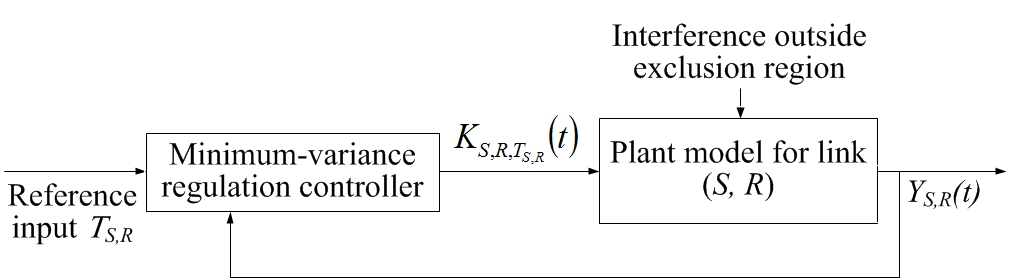 Interference outside
exclusion region
Minimum-variance
regulation controller
K_{S,R,T_{S,R}}(t)
Plant model for link
(S, R)
Reference
input T_{S,R}
Y_{S,R}(t)